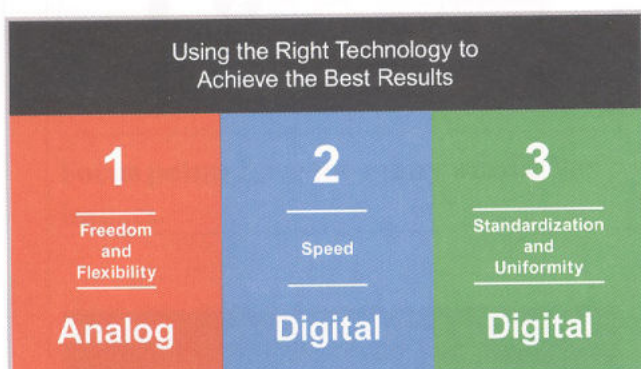 Using the Right Technology to
Achieve the Best Results
1
Freedom
and
Flexibility
Analog
2
Speed
Digital
3
Standardization
and
Uniformity
Digital